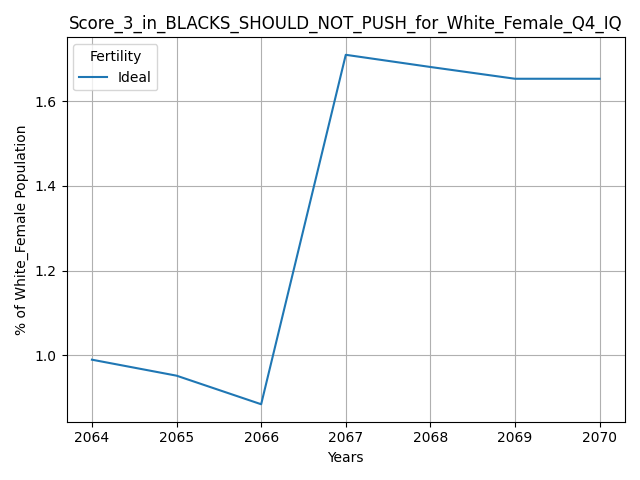 Score_3_in_BLACKS_SHOULD_NOT_PUSH_for_White_Female_Q4_IQ
Fertility
Ideal
% of White_Female Population
1.6
1.4
1.2
1.0
2064 2065 2066 2067 2068 2069 2070
Years